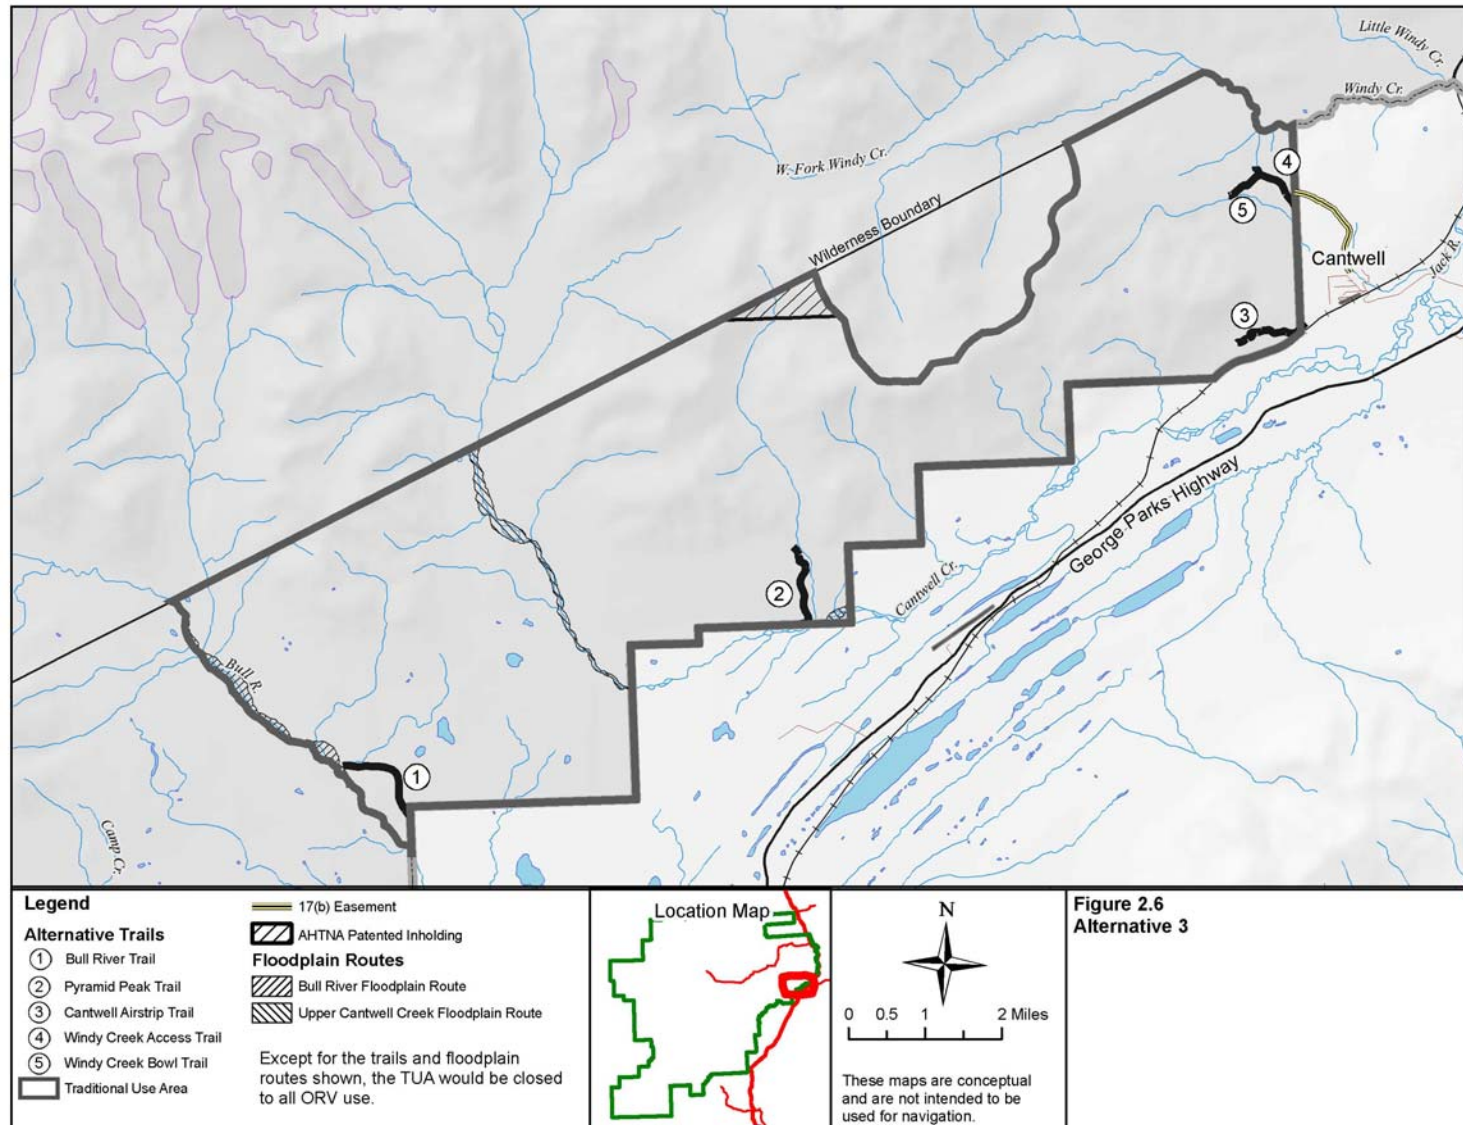 Little Windy Cr.
Windy Cr.
W. Fork Windy Cr.
4
5
Wilderness Boundary
Cantwell
Jack R.
3
George Parks Highway
Cantwell Cr.
2
Bull R.
1
Camp Cr.
Legend
Alternative Trails
1 Bull River Trail
2 Pyramid Peak Trail
3 Cantwell Airstrip Trail
4 Windy Creek Access Trail
5 Windy Creek Bowl Trail
Traditional Use Area
17(b) Easement
AHTNA Patented Inholding
Floodplain Routes
Bull River Floodplain Route
Upper Cantwell Creek Floodplain Route
Except for the trails and floodplain
routes shown, the TUA would be closed
to all ORV use.
Location Map
N
0 0.5 1 2 Miles
These maps are conceptual
and are not intended to be
used for navigation.
Figure 2.6
Alternative 3